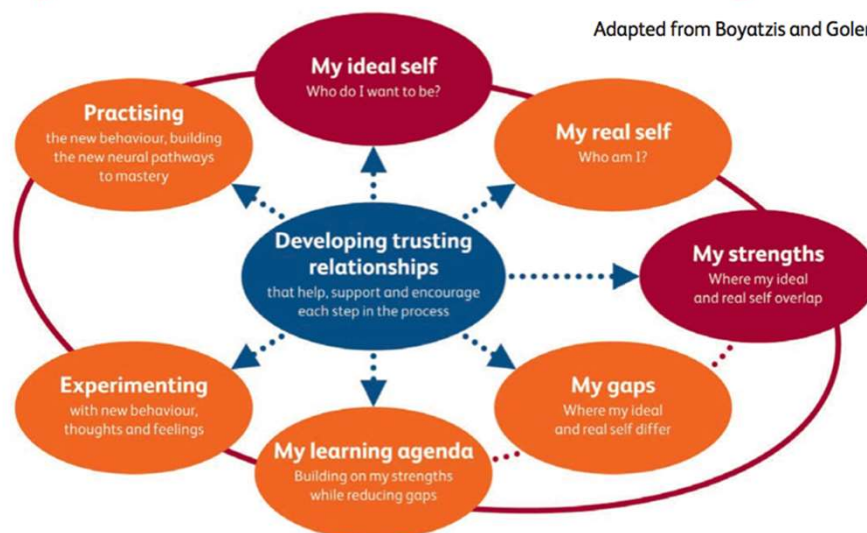 Adapted from Boyatzis and
My ideal self
Who do I want to be?
My real self
Who am I?
My strengths
Where my ideal
and real self overlap
My gaps
Where my ideal
and real self differ
My learning agenda
Building on my strengths
while reducing gaps
Experimenting
with new behaviour,
thoughts and feelings
Practising
the new behaviour, building
the new neural pathways
to mastery
Developing trusting
relationships
that help, support and encourage
each step in the process